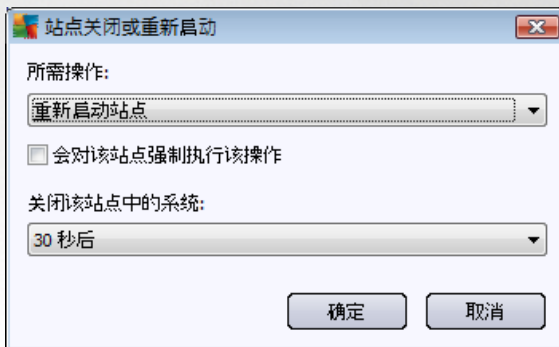 站点关闭或重新启动
所需操作:
重新启动站点
会对该站点强制执行该操作
关闭该站点中的系统:
30 秒后
确定
取消